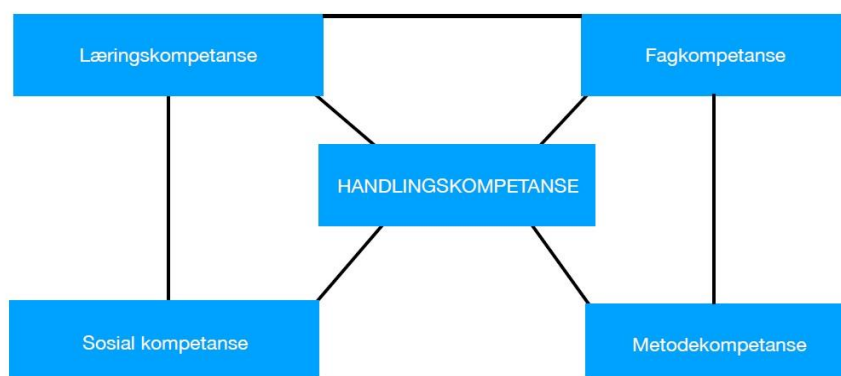 Læringskompetanse
Fagkompetanse
HANDLINGSKOMPETANSE
Sosial kompetanse
Metodekompetanse